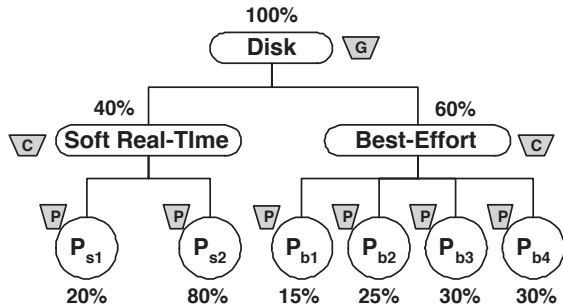 100%
Disk
G
40%
60%
C
Soft Real-TIme
Best-Effort
C
P P P P P P
Ps1 Ps2 Pb1 Pb2 Pb3 Pb4
20% 80% 15% 25% 30% 30%